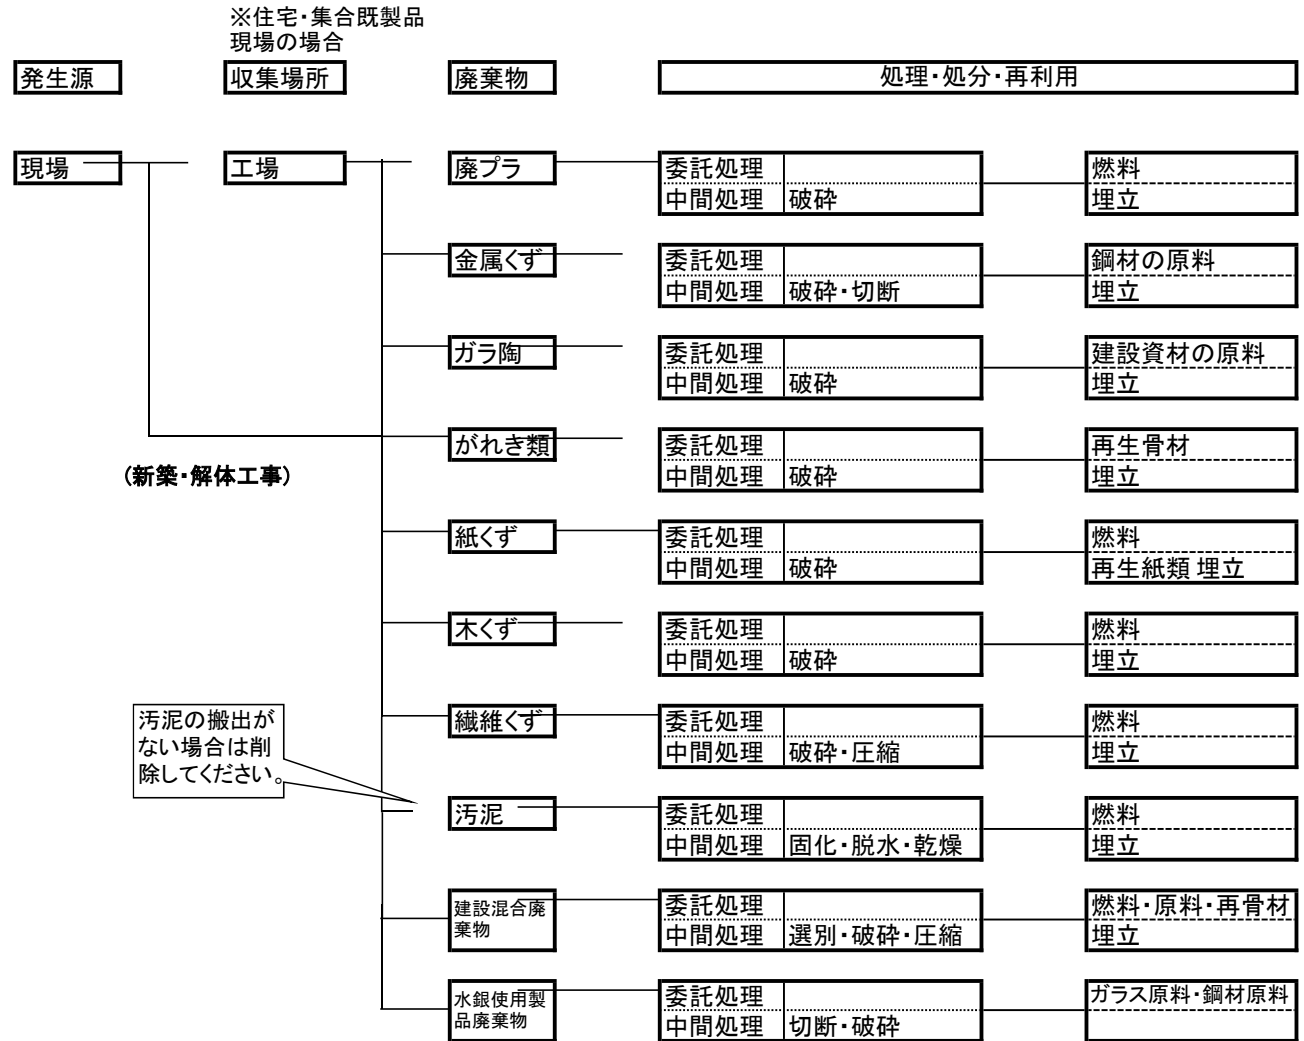 ※住宅・集合既製品
現場の場合
発生源 収集場所 廃棄物 処理・処分・再利用
現場 工場 廃プラ 委託処理 燃料
中間処理 破砕 埋立
金属くず 委託処理 鋼材の原料
中間処理 破砕・切断 埋立
ガラ陶 委託処理 建設資材の原料
中間処理 破砕 埋立
がれき類 委託処理 再生骨材
(新築・解体工事) 中間処理 破砕 埋立
紙くず 委託処理 燃料
中間処理 破砕 再生紙類 埋立
木くず 委託処理 燃料
中間処理 破砕 埋立
繊維くず 委託処理 燃料
中間処理 破砕・圧縮 埋立
汚泥の搬出が
ない場合は削
除してください。
汚泥 委託処理 燃料
中間処理 固化・脱水・乾燥 埋立
建設混合廃
棄物
委託処理 燃料・原料・再骨材
中間処理 選別・破砕・圧縮 埋立
水銀使用製
品廃棄物
委託処理 ガラス原料・鋼材原料
中間処理 切断・破砕